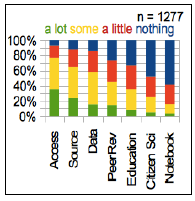 n = 1277
a lot some a little nothing
100%
80%
60%
40%
20%
0%
Access
Source
Data
PeerRev
Education
Citizen Sci
Notebook